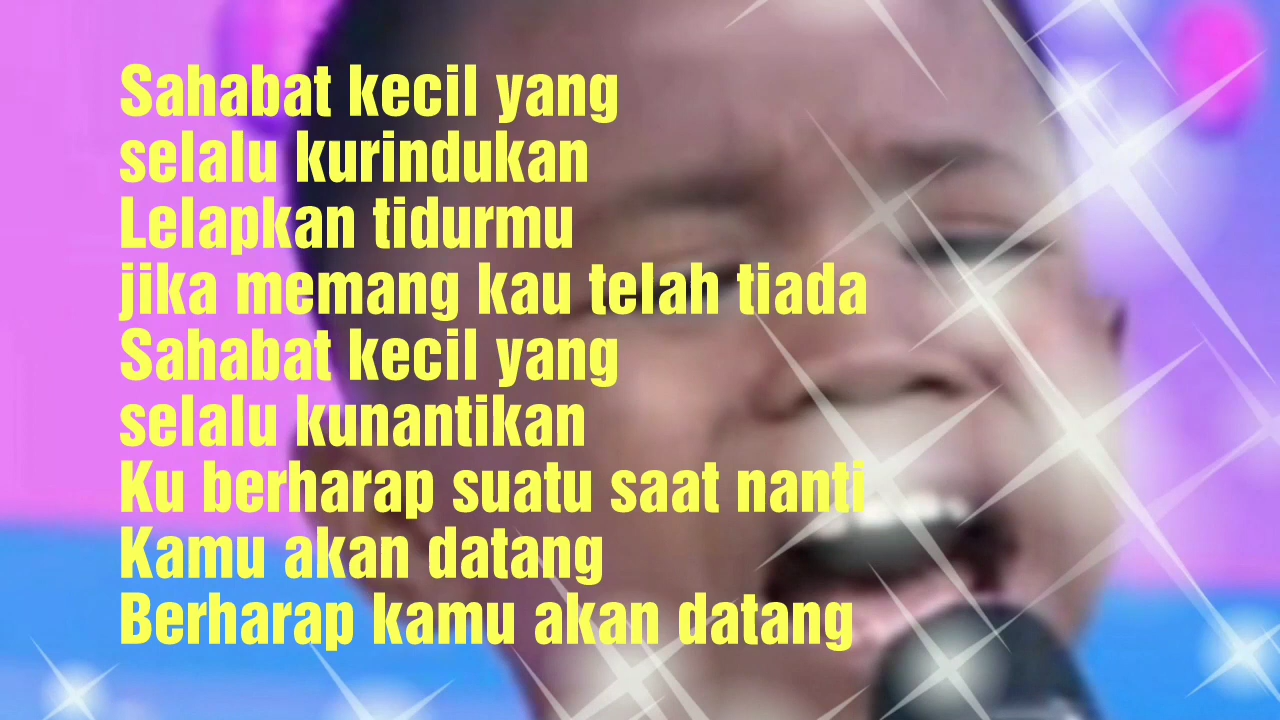 Sahabat kecil yang
selalu kurindukan
Lelapkan tidurmu
jika memang kau telah tiada
Sahabat kecil yang
selalu kunantikan
Ku berharap suatu saat nanti
Kamu akan datang
Berharap kamu akan datang